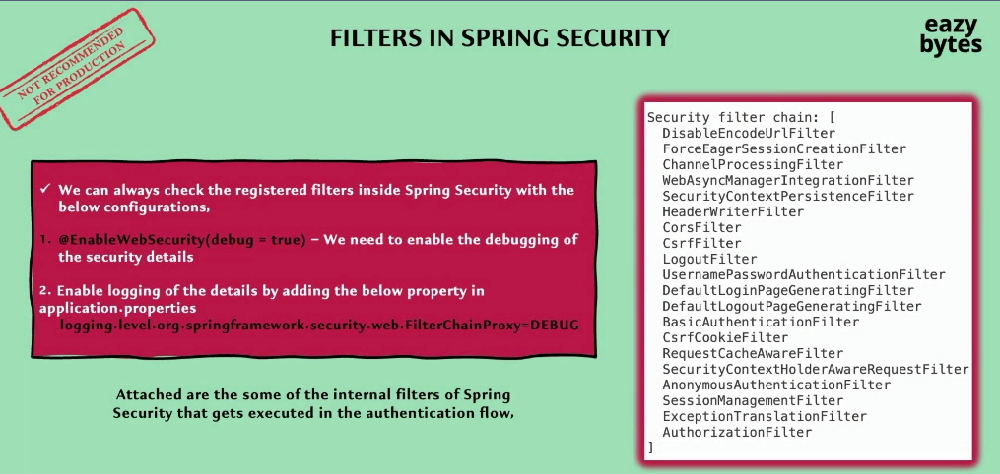 NOT RECOMMENDED
FOR PRODUCTION
FILTERS IN SPRING SECURITY
eazy
bytes
✓ We can always check the registered filters inside Spring Security with the
below configurations,
1. @EnableWebSecurity(debug = true) – We need to enable the debugging of
the security details
2. Enable logging of the details by adding the below property in
application.properties
logging.level.org.springframework.security.web.FilterChainProxy=DEBUG
Attached are the some of the internal filters of Spring
Security that gets executed in the authentication flow,
Security filter chain: [
DisableEncodeUrlFilter
ForceEagerSessionCreationFilter
ChannelProcessingFilter
WebAsyncManagerIntegrationFilter
SecurityContextPersistenceFilter
HeaderWriterFilter
CorsFilter
CsrfFilter
LogoutFilter
UsernamePasswordAuthenticationFilter
DefaultLoginPageGeneratingFilter
DefaultLogoutPageGeneratingFilter
BasicAuthenticationFilter
CsrfCookieFilter
RequestCacheAwareFilter
SecurityContextHolderAwareRequestFilter
AnonymousAuthenticationFilter
SessionManagementFilter
ExceptionTranslationFilter
AuthorizationFilter
]